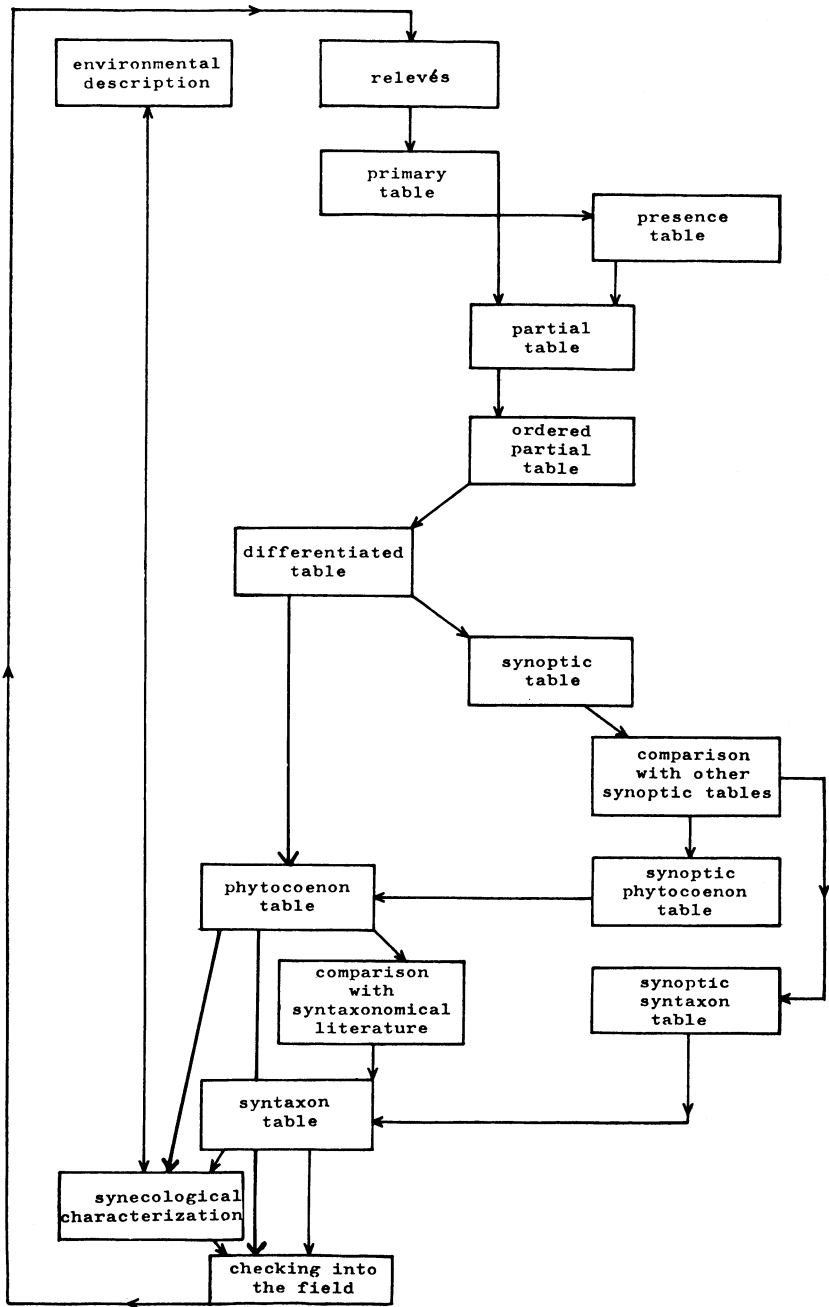 environmental
description
relevés
primary
table
presence
table
partial
table
ordered
partial
table
differentiated
table
synoptic
table
comparison
with other
synoptic tables
phytocoenon
table
synoptic
phytocoenon
table
comparison
with
syntaxonomical
literature
synoptic
syntaxon
table
syntaxon
table
synecological
characterization
checking into
the field